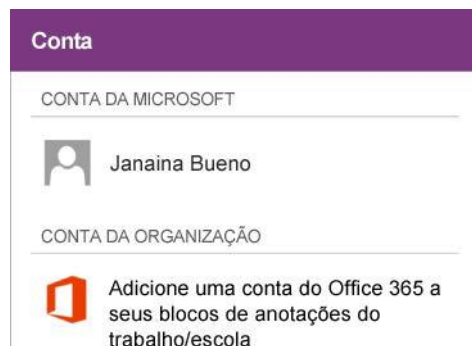 Conta
CONTA DA MICROSOFT
Janaina Bueno
CONTA DA ORGANIZAÇÃO
Adicione uma conta do Office 365 a
seus blocos de anotações do
trabalho/escola